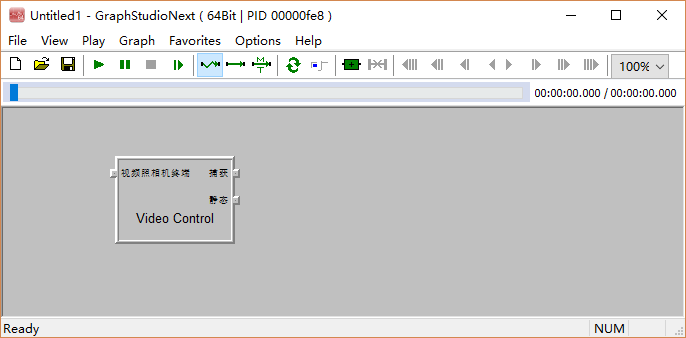 Untitled1 - GraphStudioNext ( 64Bit | PID 00000fe8 )
File View Play Graph Favorites Options Help
100%
00:00:00.000 / 00:00:00.000
视频照相机终端 捕获
静态
Video Control
Ready NUM